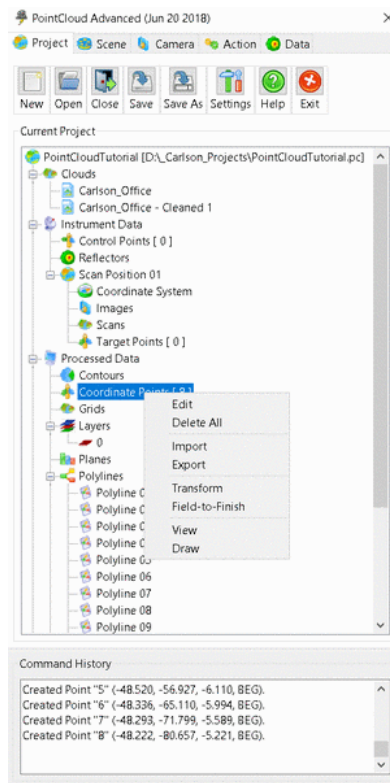 PointCloud Advanced (Jun 20 2018)
Project Scene Camera Action Data
New Open Close Save Save As Settings Help Exit
Current Project
PointCloudTutorial [D:\_Carlson_Projects\PointCloudTutorial.pc]
Clouds
Carlson_Office
Carlson_Office - Cleaned 1
Instrument Data
Control Points [ 0 ]
Reflectors
Scan Position 01
Coordinate System
Images
Scans
Target Points [ 0 ]
Processed Data
Contours
Coordinate Points [ 8 ]
Grids
Layers
0
Planes
Polylines
Polyline
Polyline
Polyline
Polyline
Polyline
Polyline 06
Polyline 07
Polyline 08
Polyline 09
Edit
Delete All
Import
Export
Transform
Field-to-Finish
View
Draw
Command History
Created Point "5" (-48.520, -56.927, -6.110, BEG).
Created Point "6" (-48.336, -65.110, -5.994, BEG).
Created Point "7" (-48.293, -71.799, -5.589, BEG).
Created Point "8" (-48.222, -80.657, -5.221, BEG).